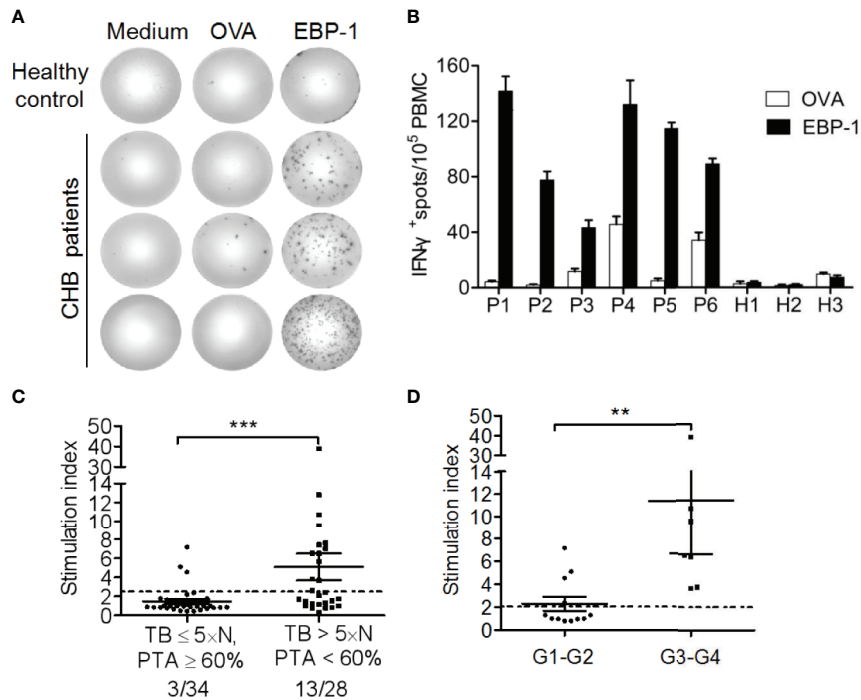 A
Medium OVA EBP-1
Healthy
control
CHB patients
B
IFNγ +spots/10⁵ PBMC
160
120
80
40
0
OVA
EBP-1
P1 P2 P3 P4 P5 P6 H1 H2 H3
C
Stimulation index
50
40
30
14
12
10
8
6
4
2
0
***
TB ≤ 5×N, TB > 5×N
PTA ≥ 60% PTA < 60%
3/34 13/28
D
Stimulation index
50
40
30
14
12
10
8
6
4
2
0
**
G1-G2 G3-G4